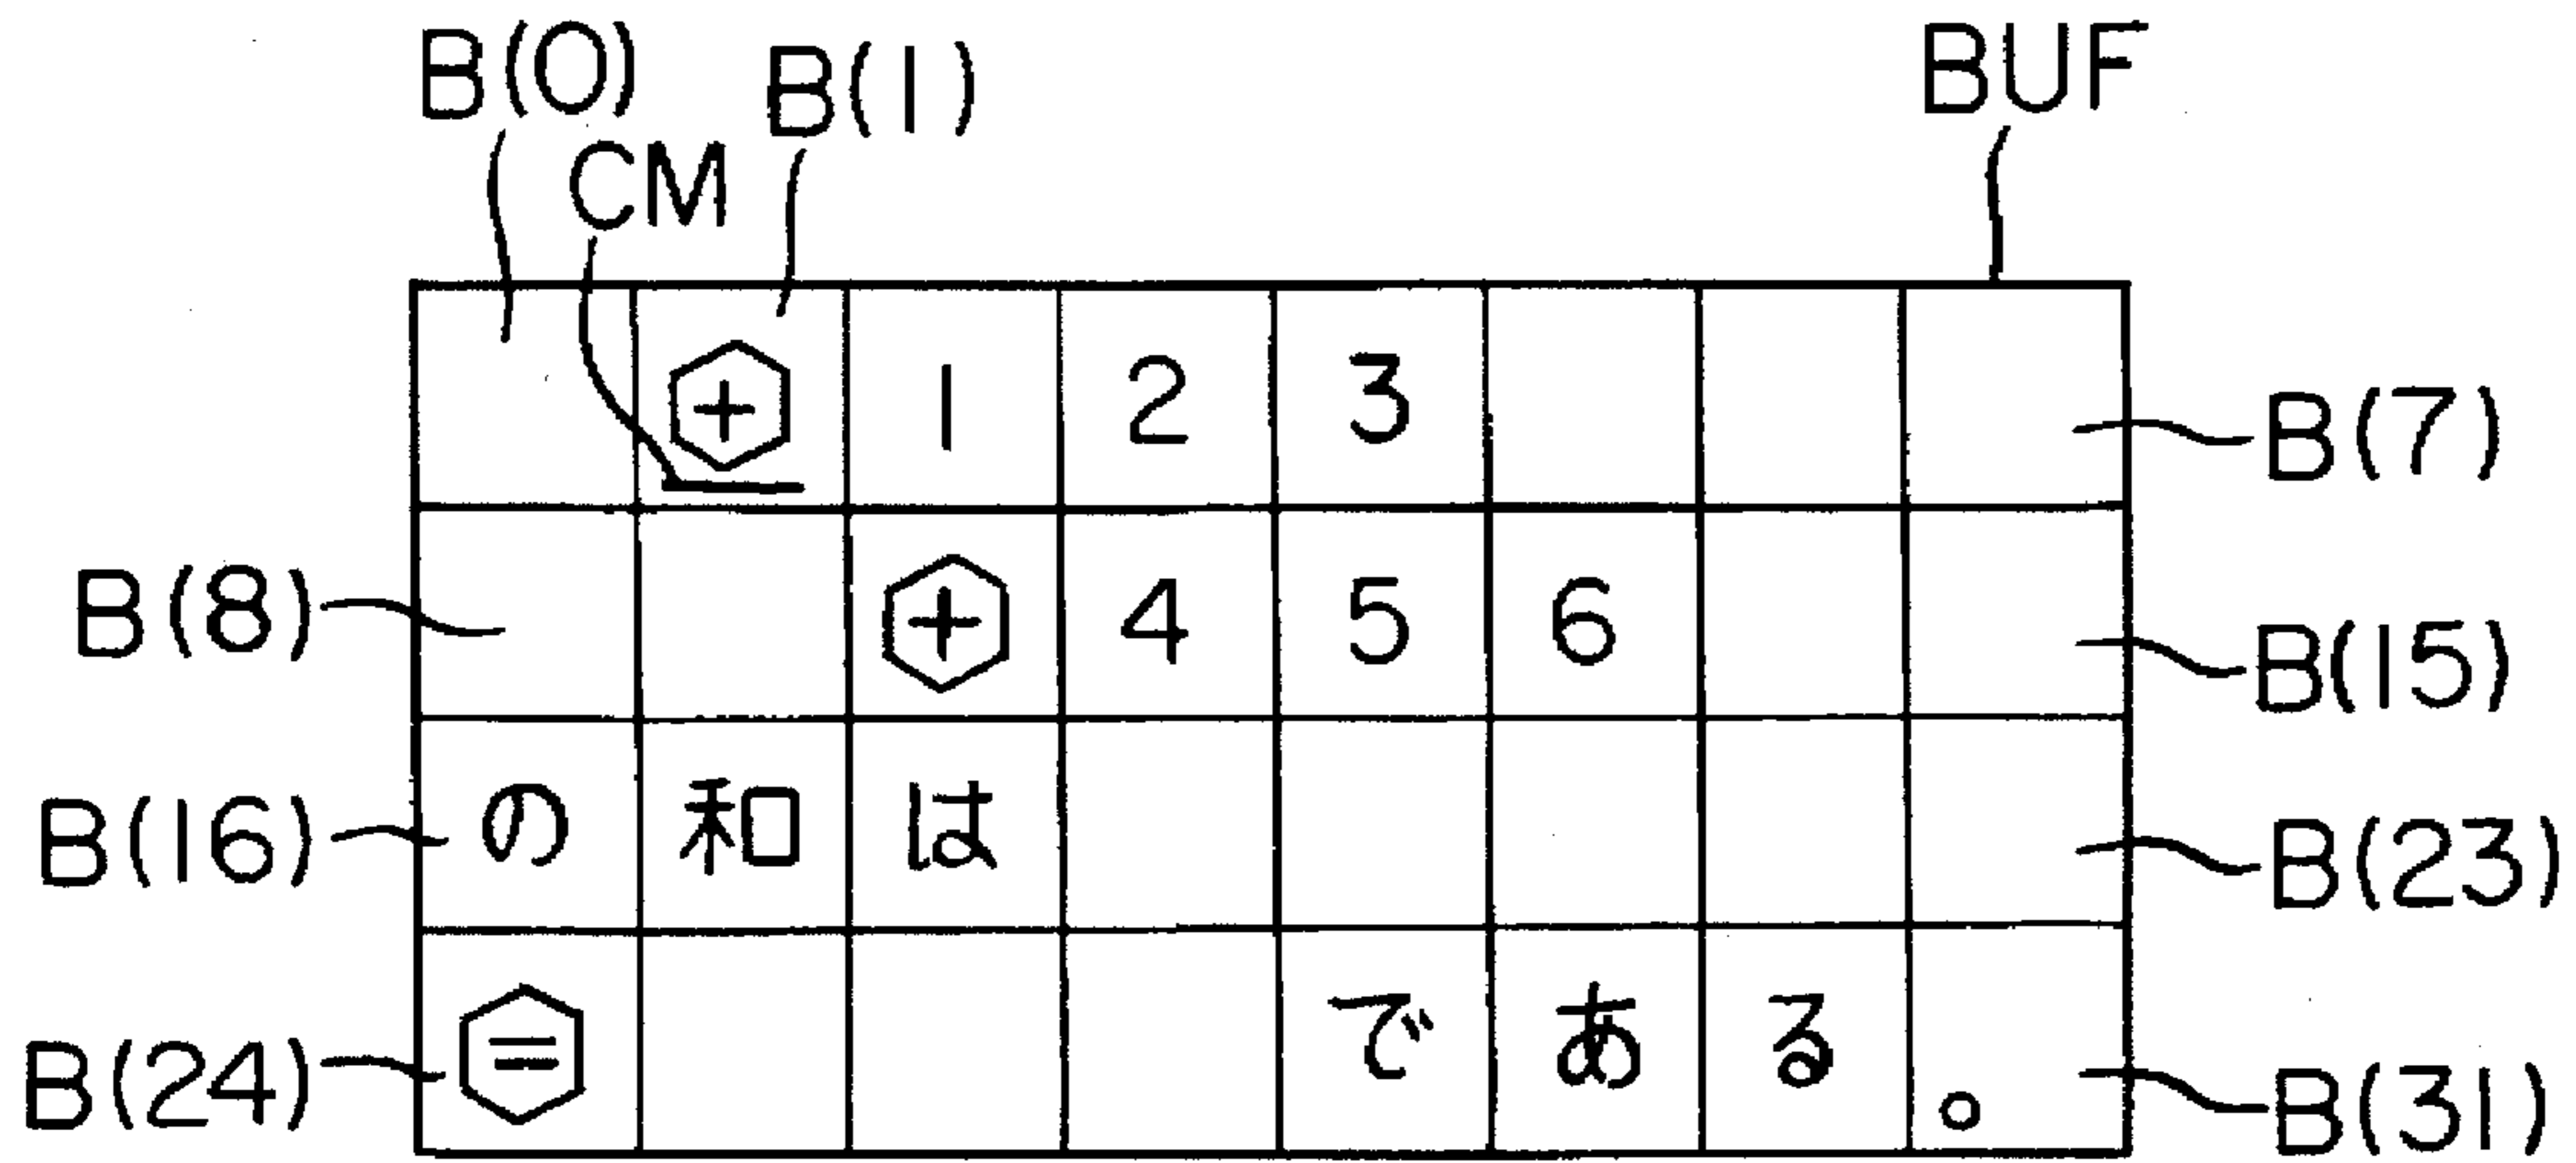 B(0) B(1) BUF
CM
+ 1 2 3 B(7)
B(8) + 4 5 6 B(15)
B(16) の 和 は B(23)
B(24) = で あ る 。 B(31)